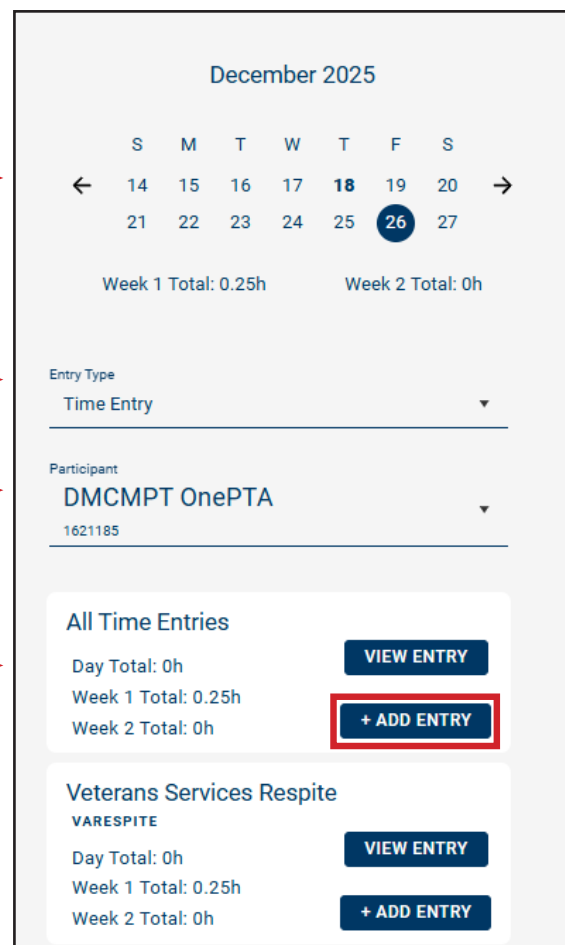 December 2025
S M T W T F S
← 14 15 16 17 18 19 20 →
21 22 23 24 25 26 27
Week 1 Total: 0.25h Week 2 Total: 0h
Entry Type
Time Entry
Participant
DMCMPT OnePTA
1621185
All Time Entries
Day Total: 0h
VIEW ENTRY
Week 1 Total: 0.25h
Week 2 Total: 0h
+ ADD ENTRY
Veterans Services Respite
VARESPITE
Day Total: 0h
VIEW ENTRY
Week 1 Total: 0.25h
Week 2 Total: 0h
+ ADD ENTRY